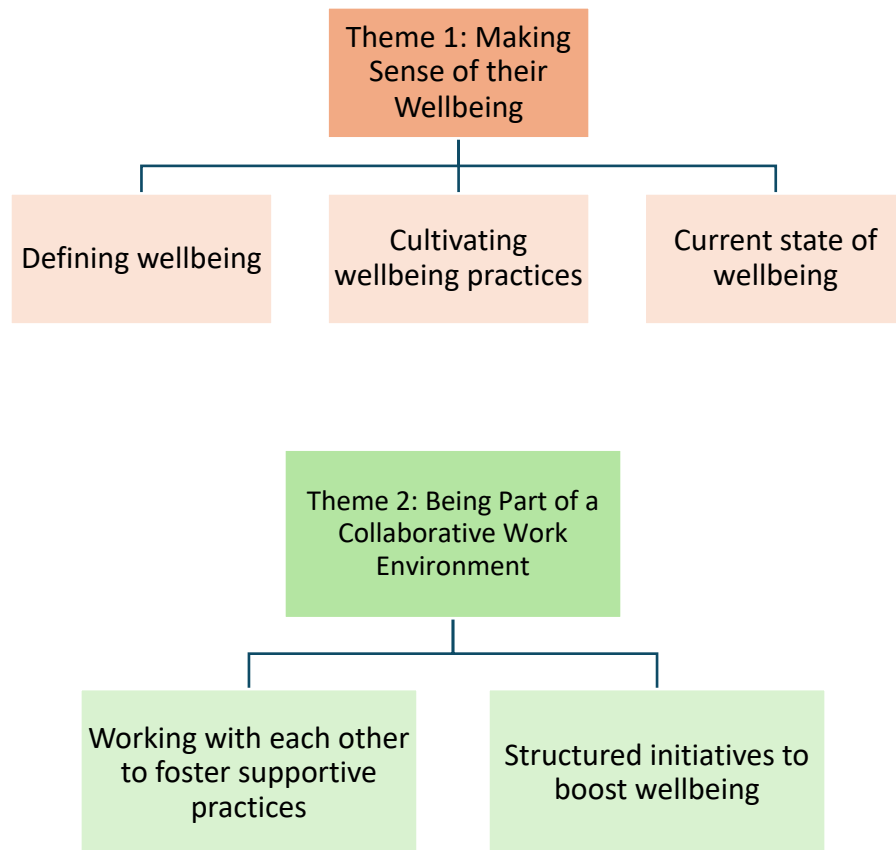 Theme 1: Making
Sense of their
Wellbeing
Defining wellbeing
Cultivating
wellbeing practices
Current state of
wellbeing
Theme 2: Being Part of a
Collaborative Work
Environment
Working with each other
to foster supportive
practices
Structured initiatives to
boost wellbeing